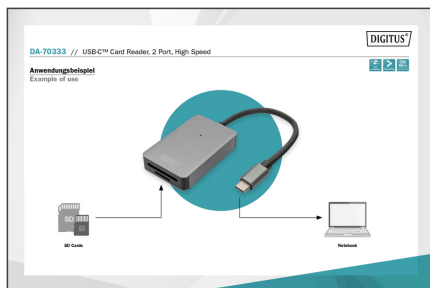 DIGITUS®
DA-70333 // USB-C™ Card Reader, 2 Port, High Speed
Anwendungsbeispiel
Example of use
DIGITUS
SD
SD Cards
Notebook